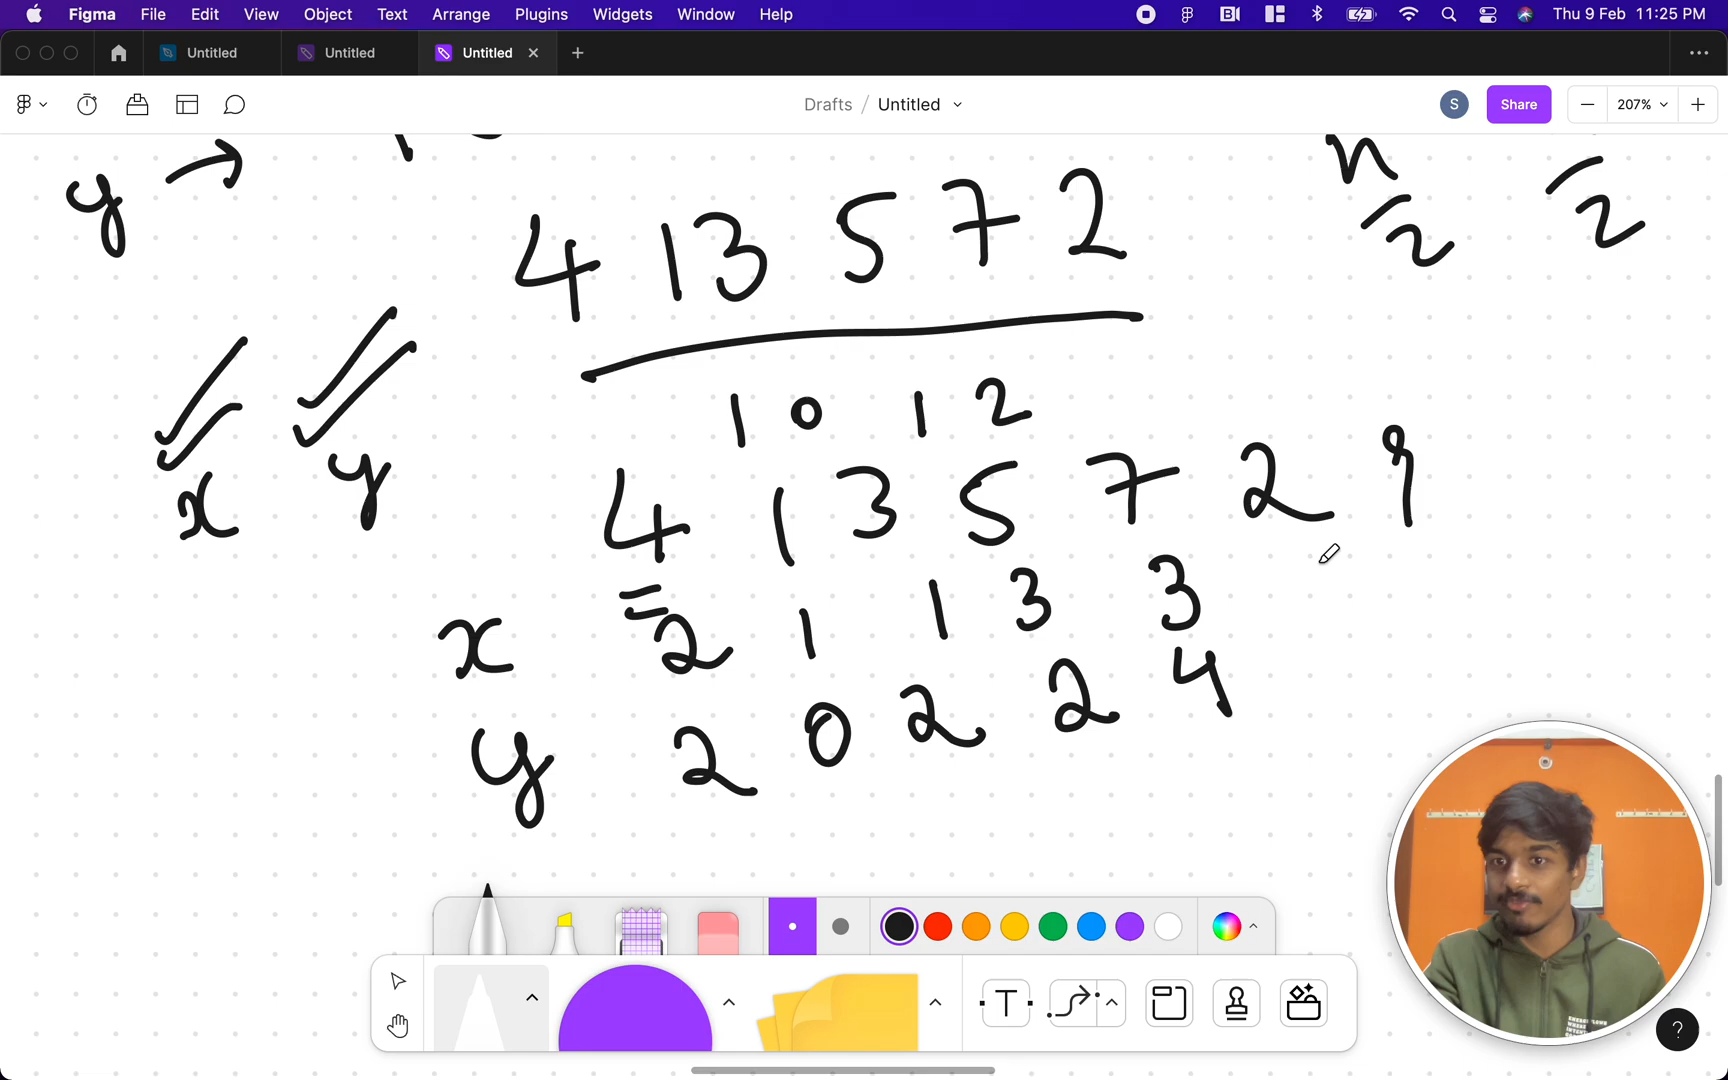 Figma File Edit View Object Text Arrange Plugins Widgets Window Help Thu 9 Feb 11:25 PM
Untitled Untitled Untitled
Drafts / Untitled S Share 207%
y → n
2 2
4 13 5 7 2
1 0 1 2
x y
4 1 3 5 7 2 9
x 2 1 1 3 3
y 2 0 2 2 4
T
?